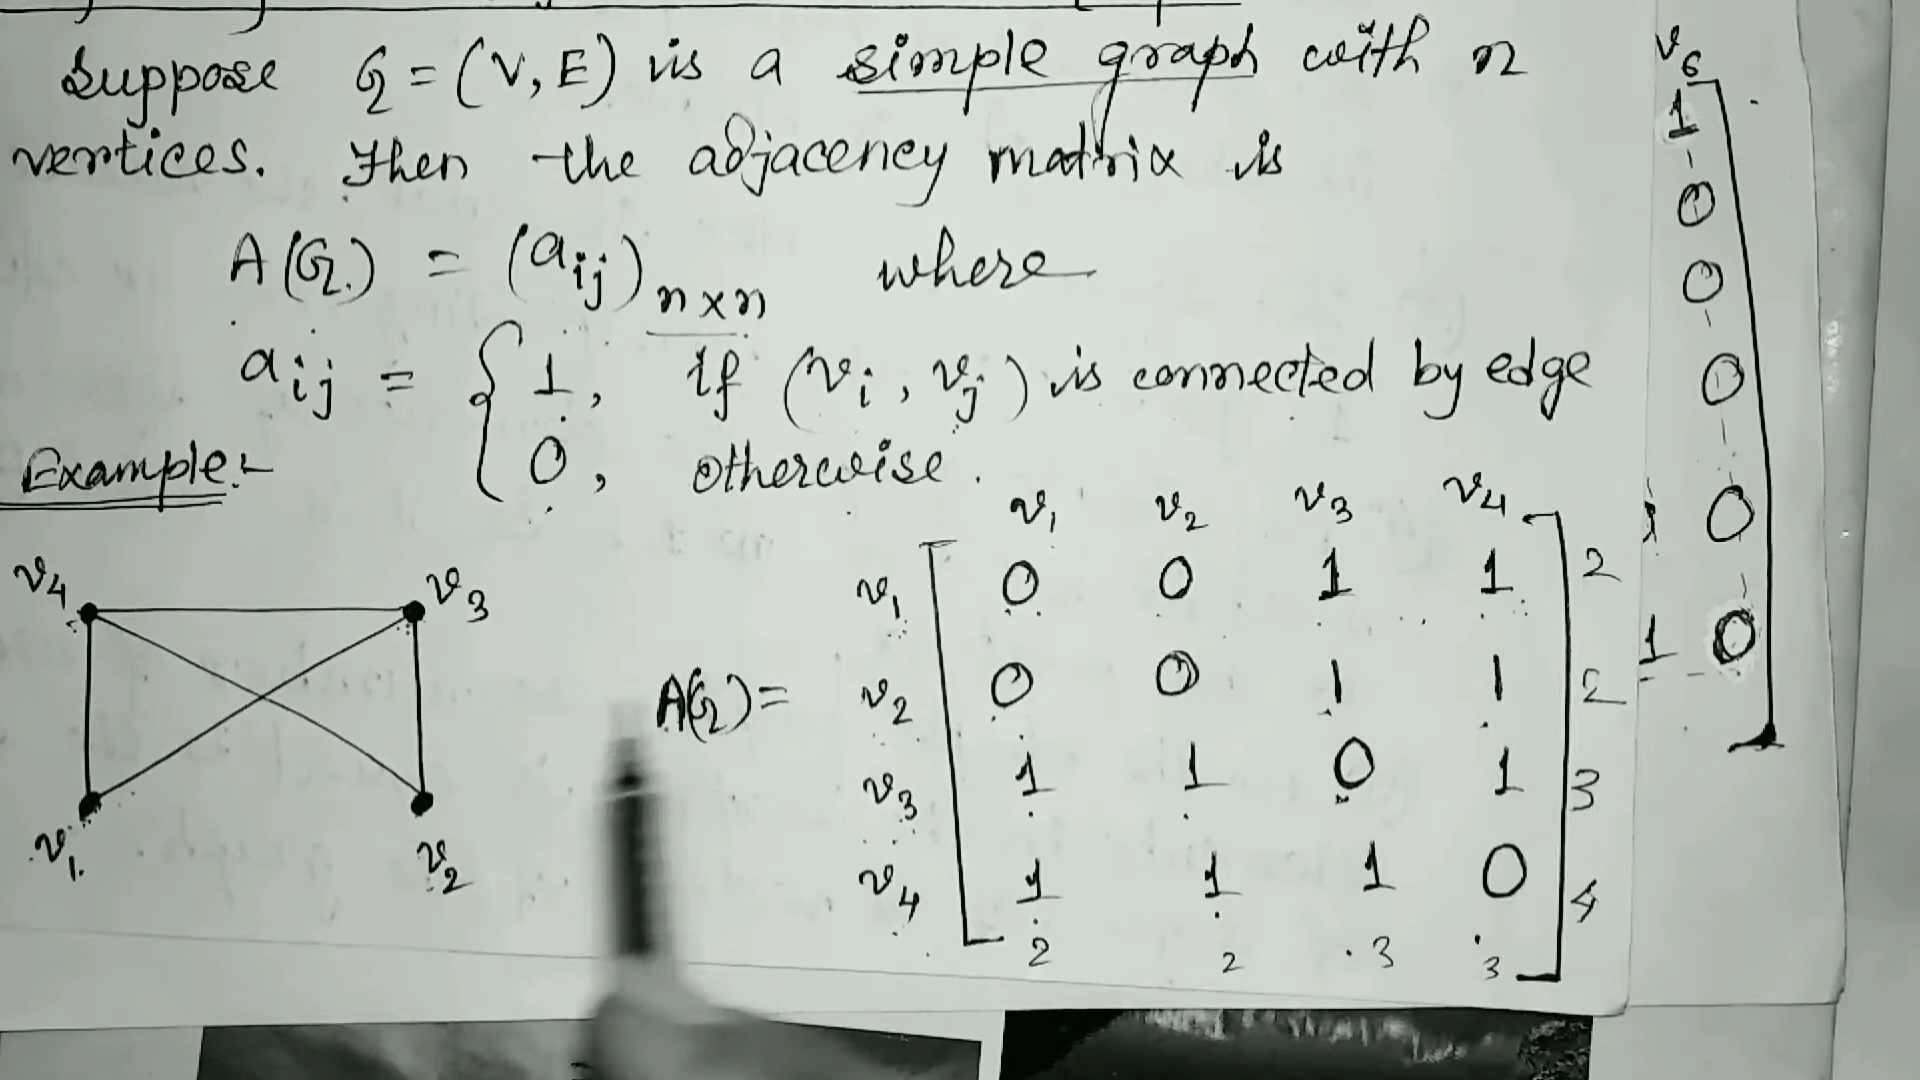 Suppose G = (V, E) is a simple graph with n
vertices. Then the adjacency matrix is
A(G) = (aij) n×n where
aij = { 1, if (vi, vj) is connected by edge
0, otherwise.
Example:-
v4 v3
v1 v2
A(G) =
v1 v2 v3 v4
v1 0 0 1 1 2
v2 0 0 1 1 2
v3 1 1 0 1 3
v4 1 1 1 0 4
2 2 3 3
v6
1
0
0
0
0
1 0